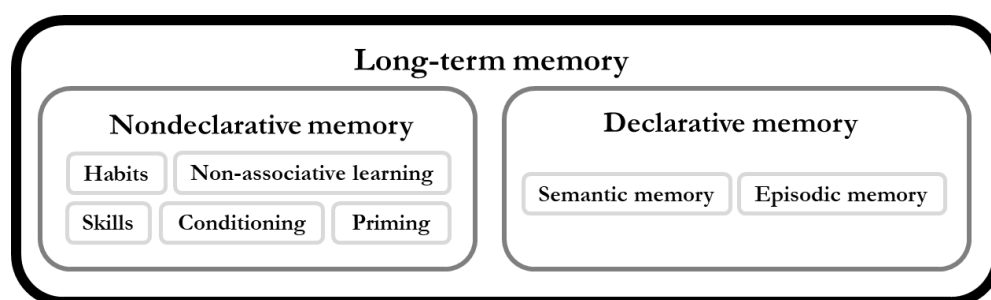 Long-term memory
Nondeclarative memory
Habits
Non-associative learning
Skills
Conditioning
Priming
Declarative memory
Semantic memory
Episodic memory